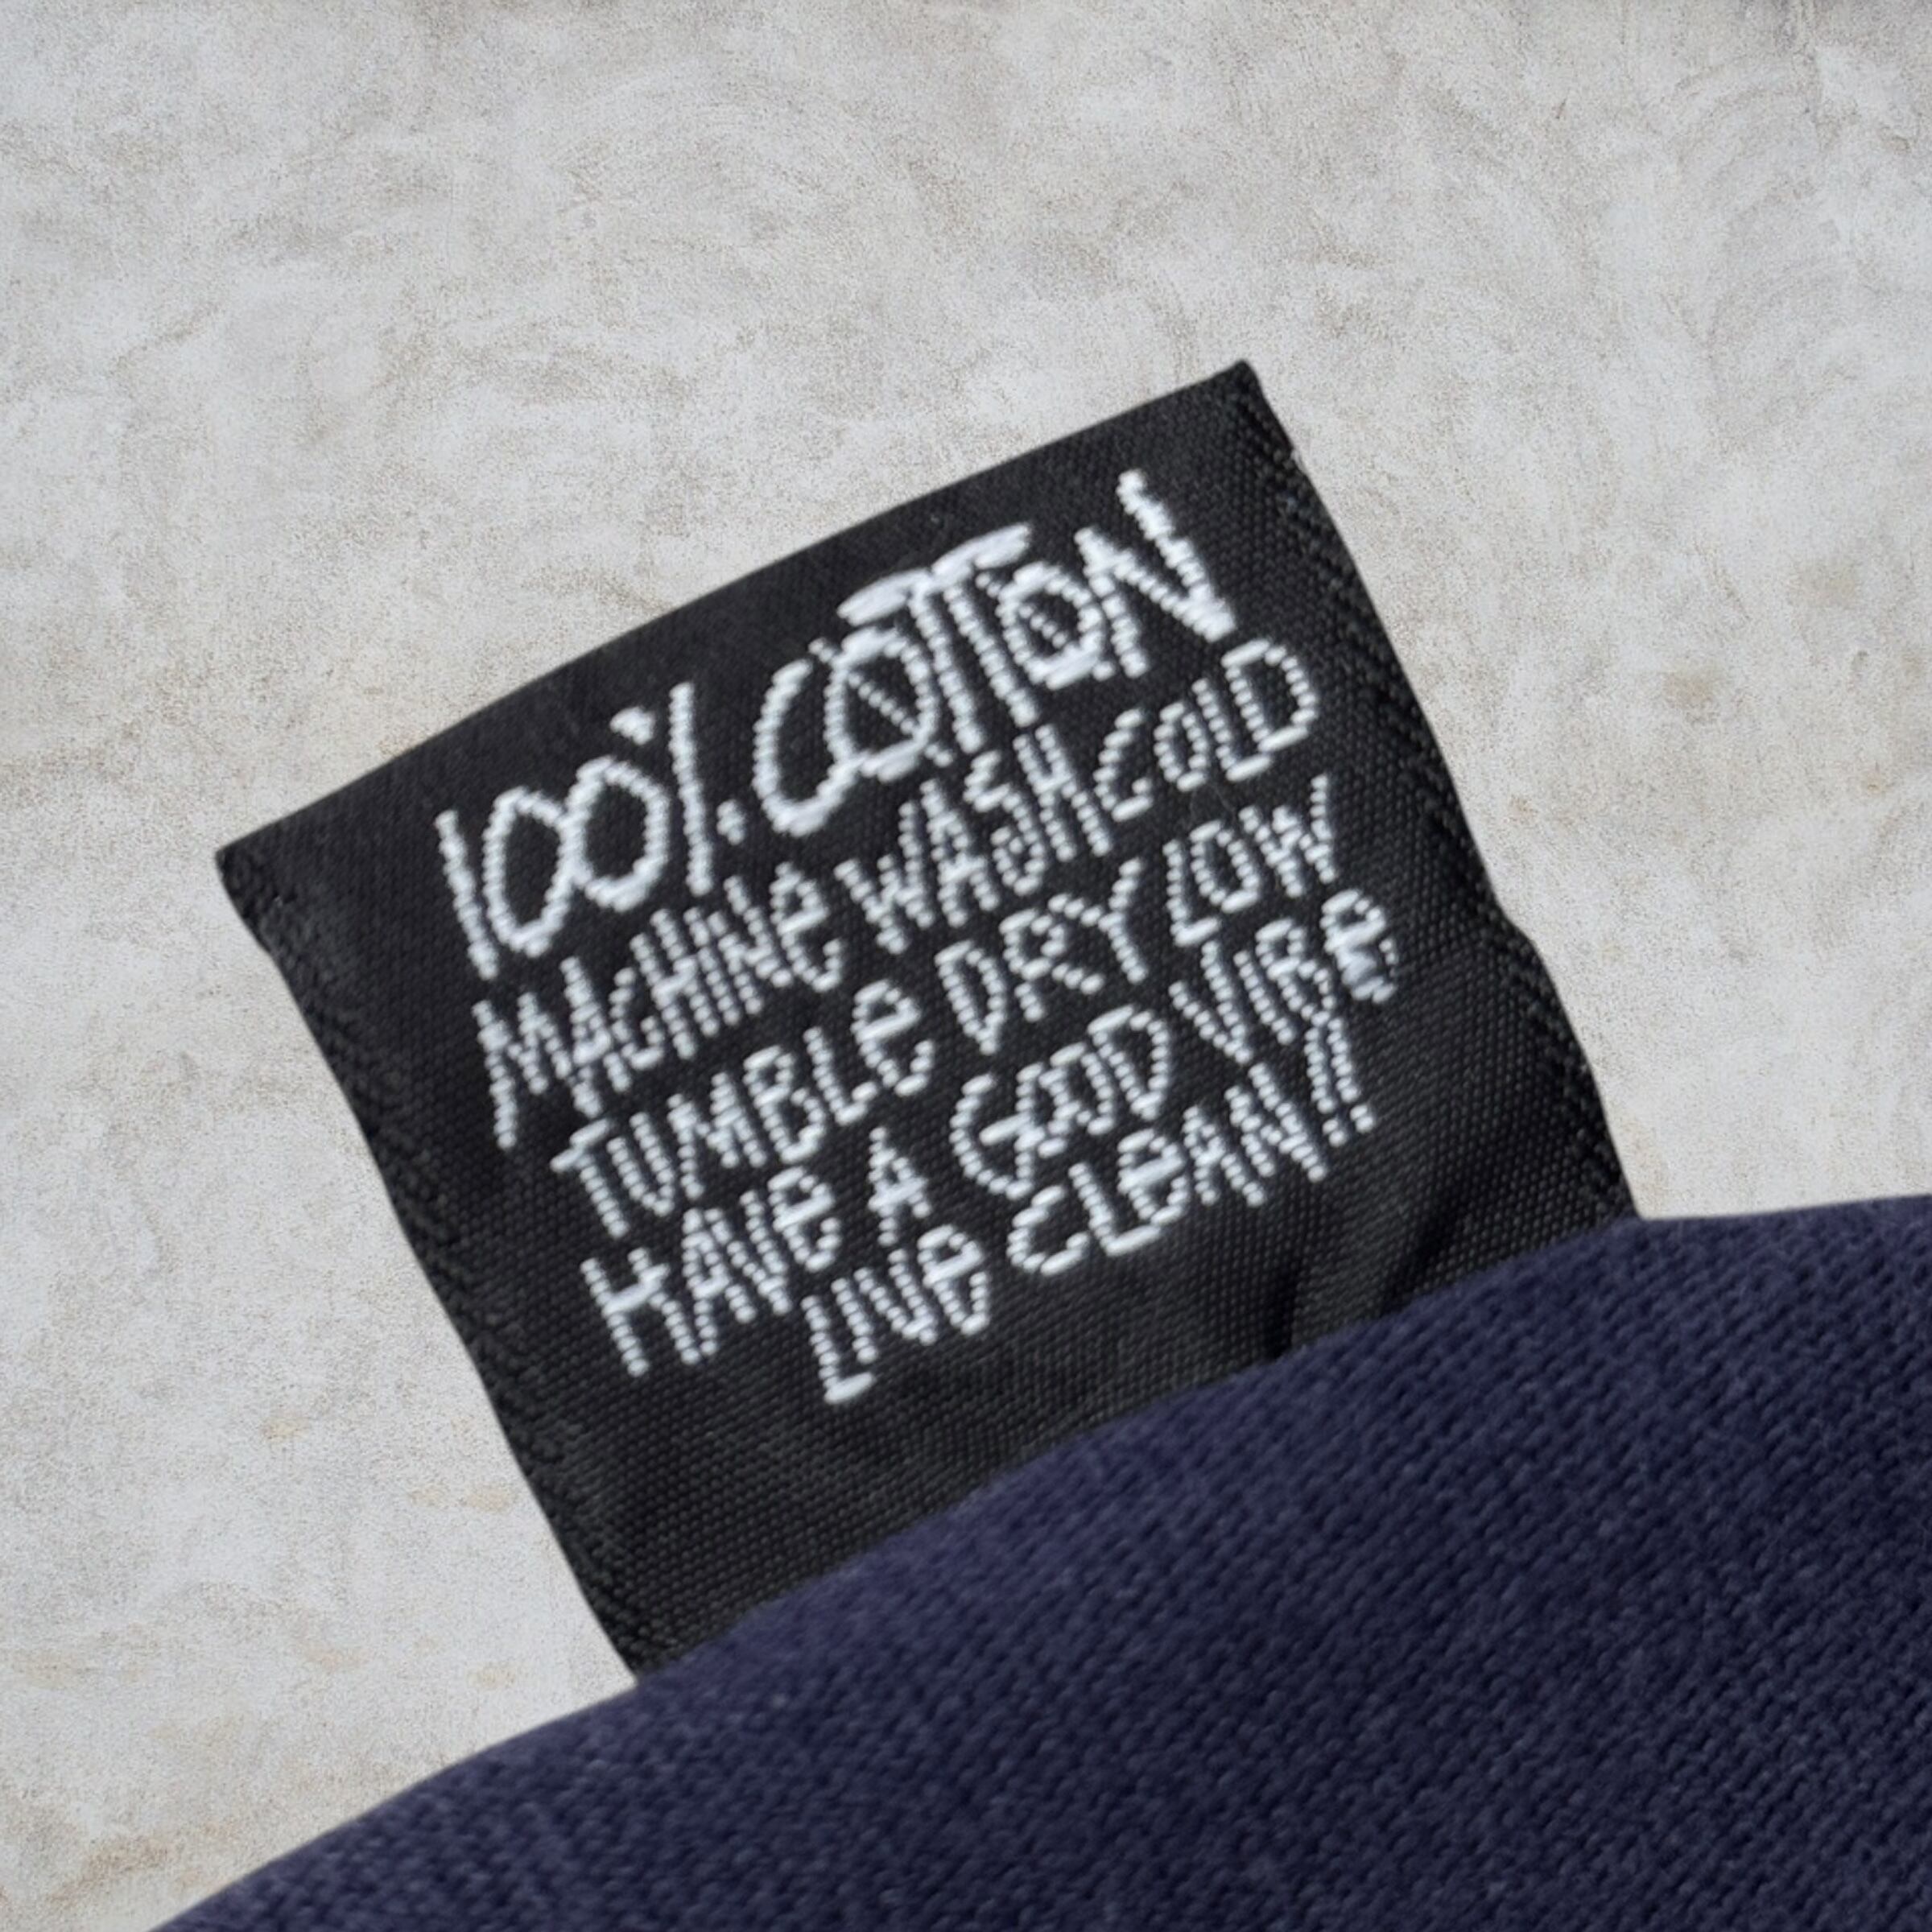 100% COTTON
MACHINe WASH COLD
TUMBLe DRY LOW
HAVe A GOOD VIBe
LIVe CLeAN!!